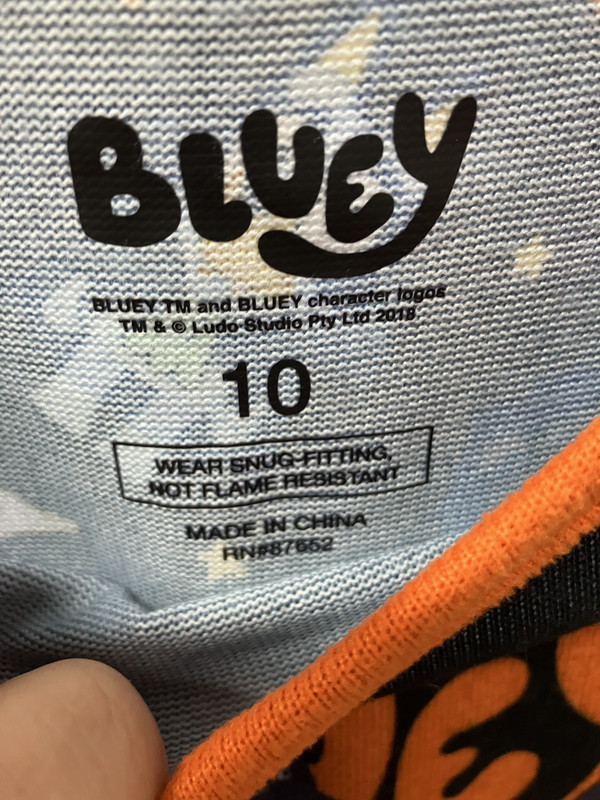 BLUEY
BLUEY TM and BLUEY character logos
TM & © Ludo Studio Pty Ltd 2018
10
WEAR SNUG-FITTING,
NOT FLAME RESISTANT
MADE IN CHINA
RN#87652
EY